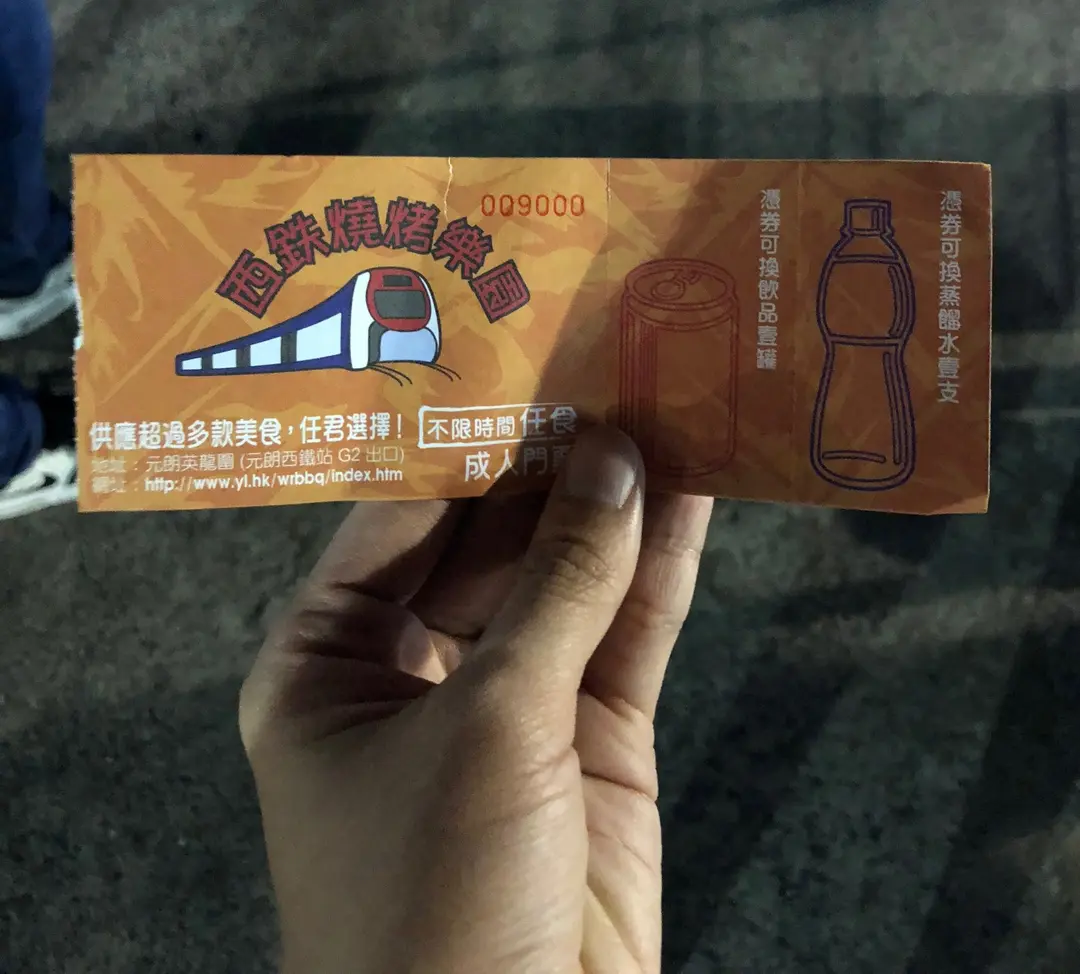 009000
西鉄燒烤樂園
供應超過多款美食，任君選擇！
不限時間 任食
成人門
地址：元朗英龍圍 (元朗西鐵站 G2 出口)
網址：http://www.yl.hk/wrbbq/index.htm
憑券可換飲品壹罐
憑券可換蒸餾水壹支